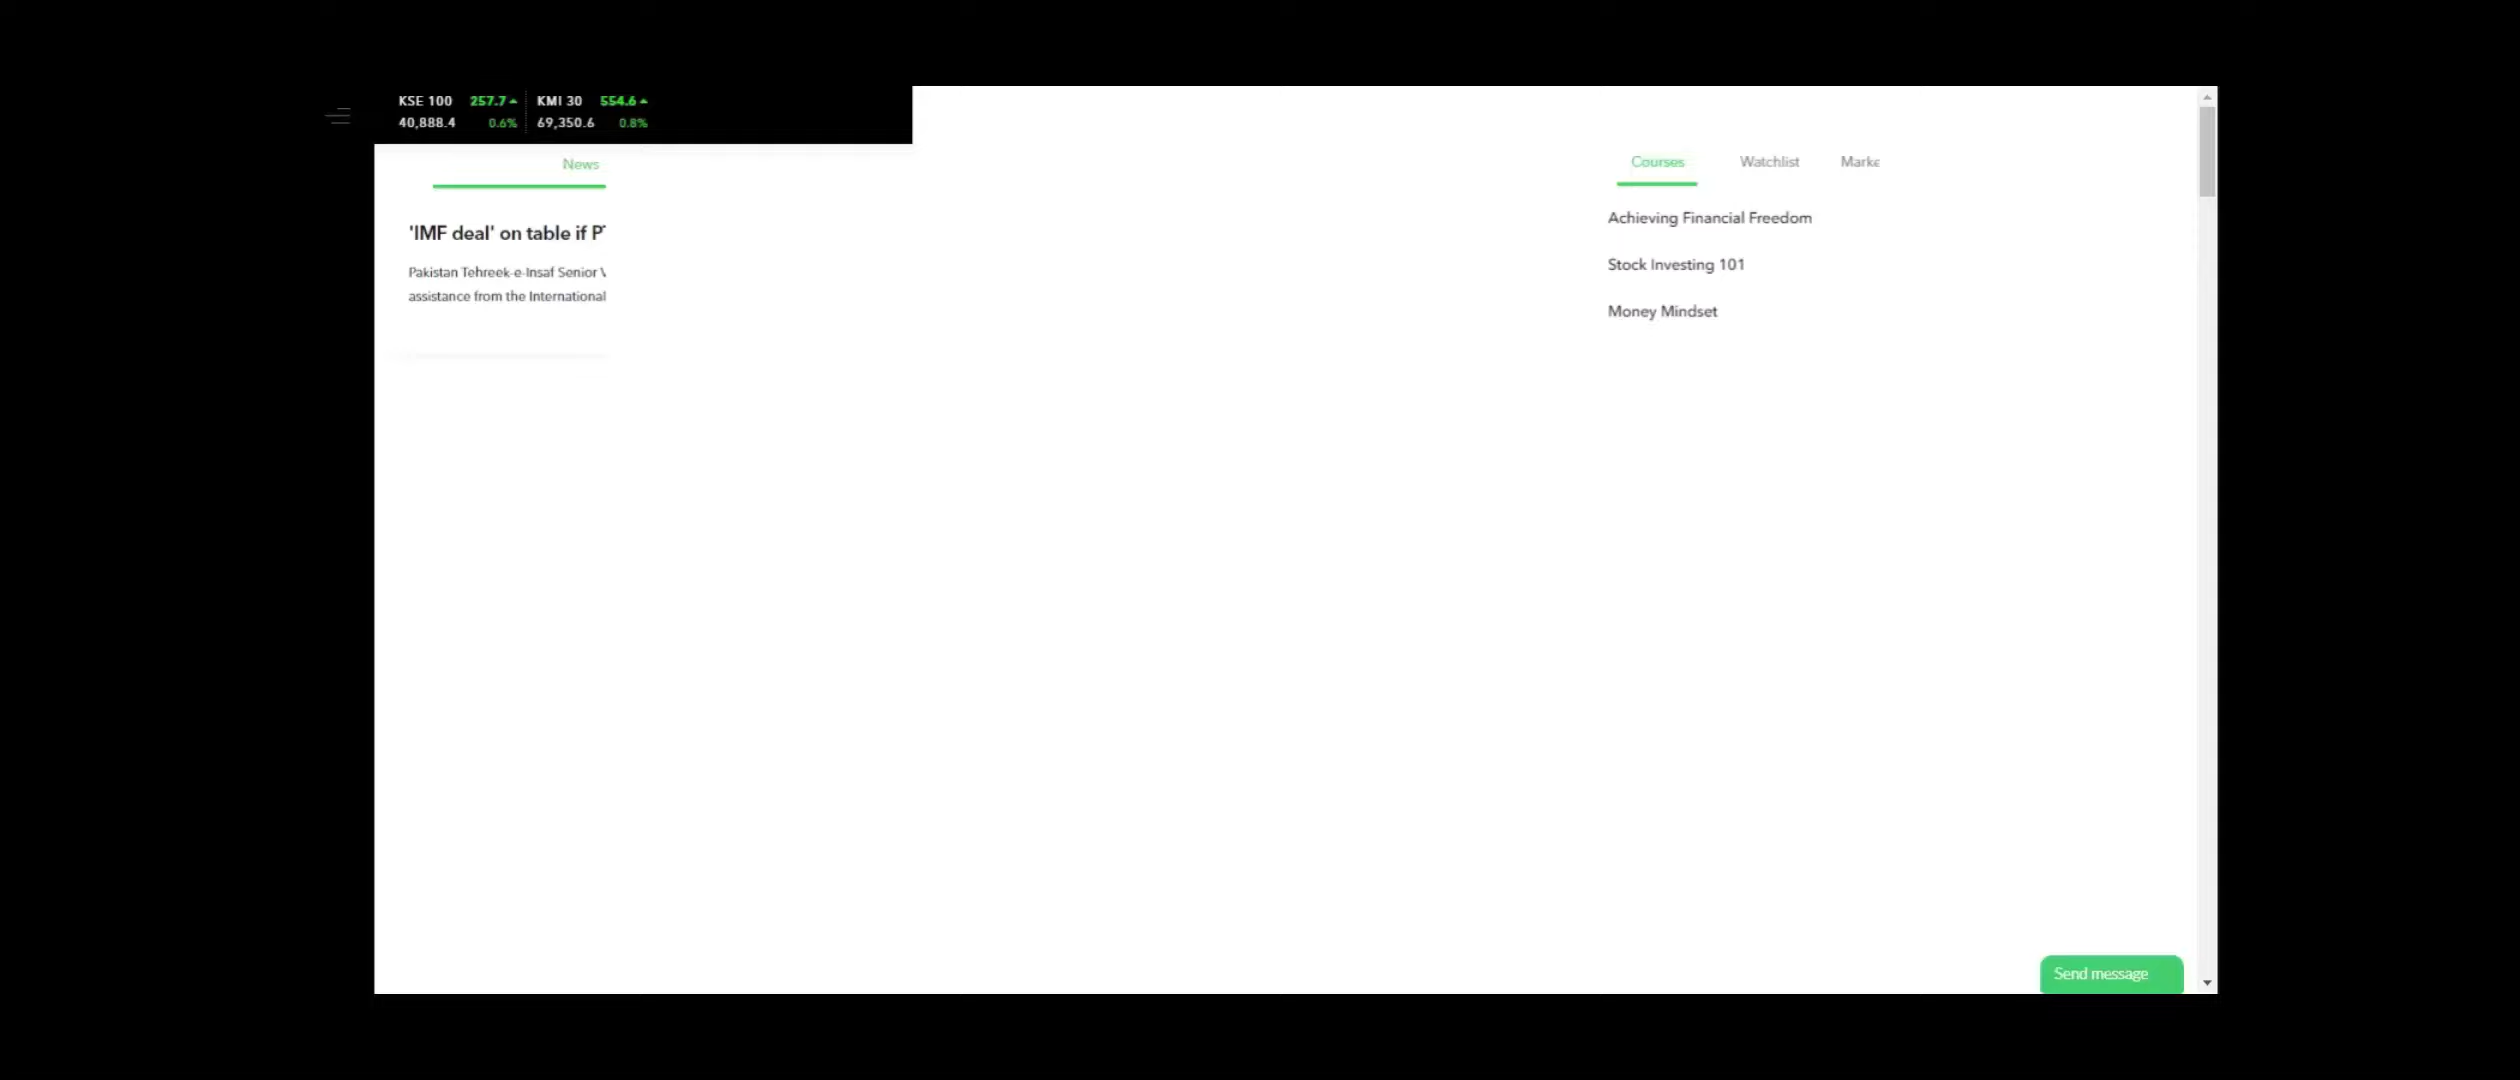 KSE 100 257.7 KMI 30 554.6
40,888.4 0.6% 69,350.6 0.8%
News
Courses Watchlist Marke
'IMF deal' on table if
Pakistan Tehreek-e-Insaf Senior
assistance from the International
Achieving Financial Freedom
Stock Investing 101
Money Mindset
Send message